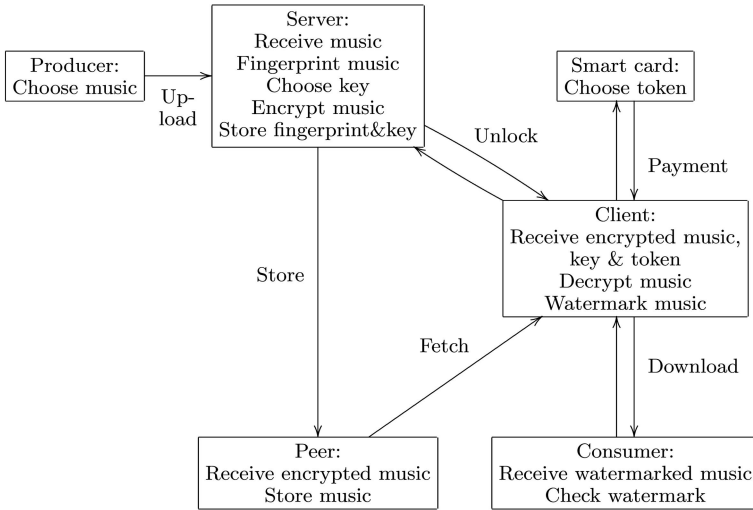 Producer:
Choose music
Up-
load
Server:
Receive music
Fingerprint music
Choose key
Encrypt music
Store fingerprint&key
Unlock
Smart card:
Choose token
Payment
Client:
Receive encrypted music,
key & token
Decrypt music
Watermark music
Store
Fetch
Download
Peer:
Receive encrypted music
Store music
Consumer:
Receive watermarked music
Check watermark